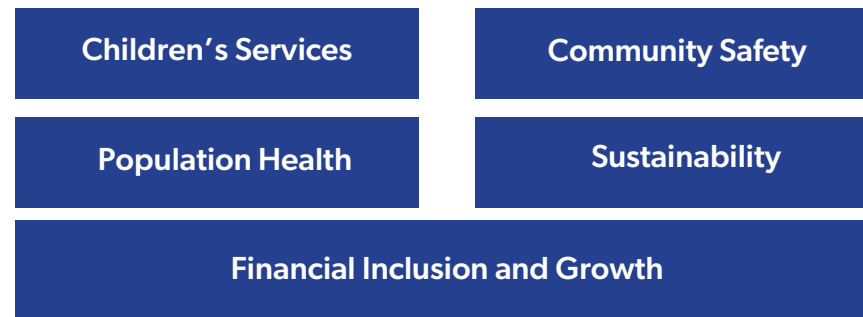 Children’s Services
Community Safety
Population Health
Sustainability
Financial Inclusion and Growth